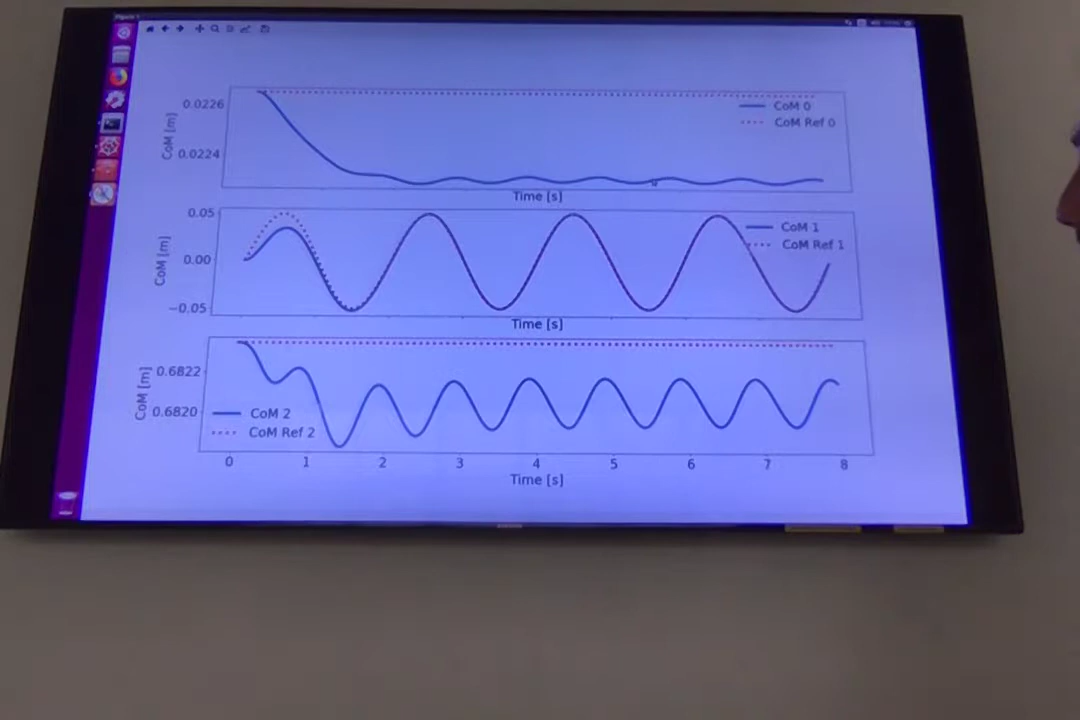 Figure 1
0.0226
0.0224
CoM [m]
CoM 0
CoM Ref 0
Time [s]
0.05
0.00
−0.05
CoM [m]
CoM 1
CoM Ref 1
Time [s]
0.6822
0.6820
CoM [m]
CoM 2
CoM Ref 2
0 1 2 3 4 5 6 7 8
Time [s]